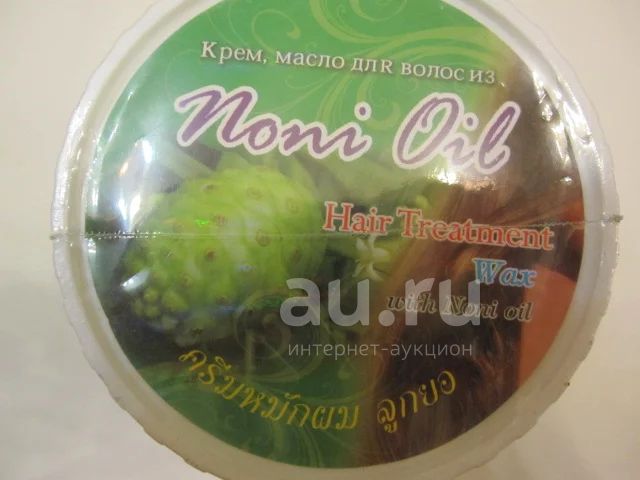 Крем, масло длR волос из
Noni Oil
Hair Treatment
Wax
with Noni oil
au.ru
интернет-аукцион
ครีมหมักผม ลูกยอ